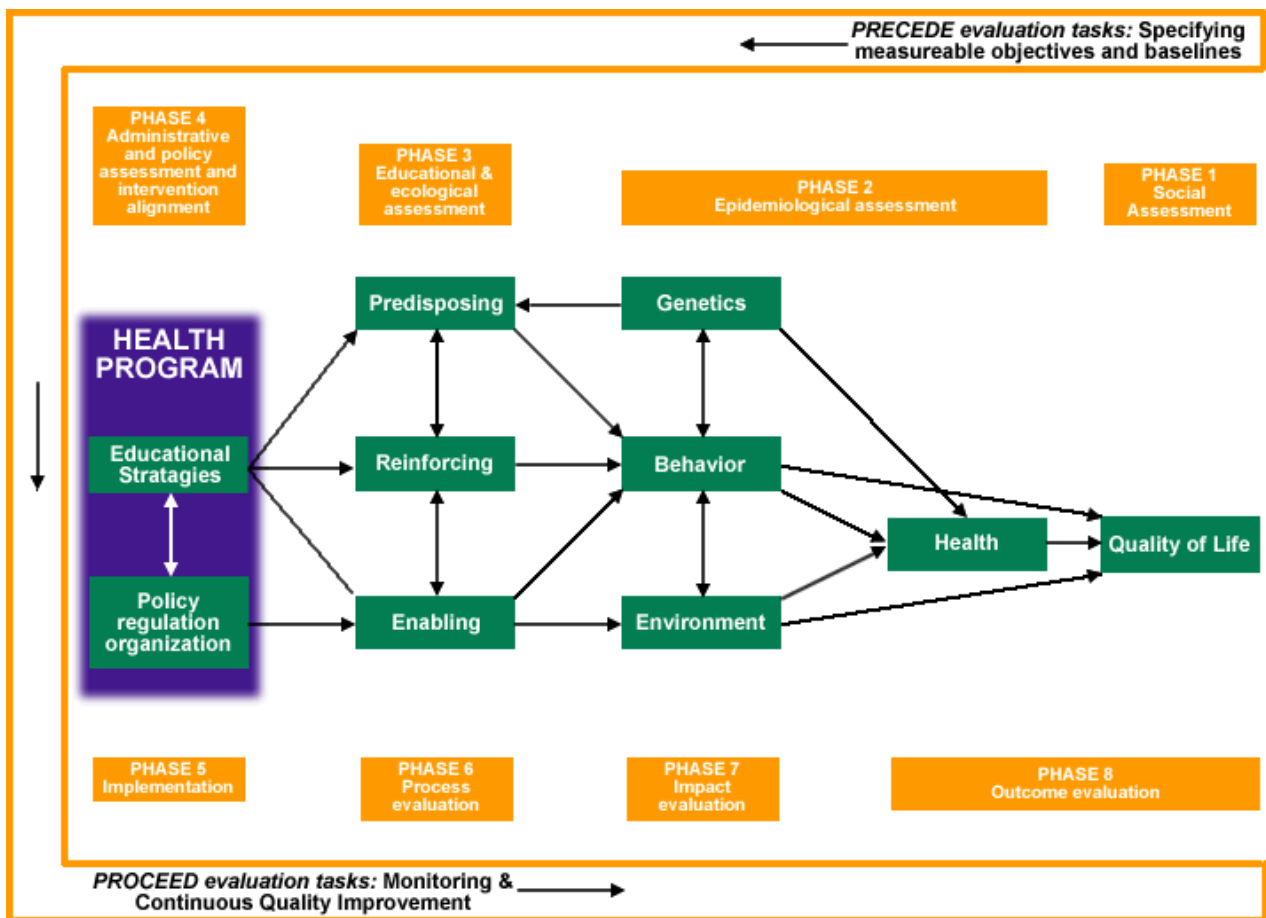 PRECEDE evaluation tasks: Specifying
measureable objectives and baselines
PHASE 4
Administrative
and policy
assessment and
intervention
alignment
PHASE 3
Educational &
ecological
assessment
PHASE 2
Epidemiological assessment
PHASE 1
Social
Assessment
HEALTH
PROGRAM
Educational
Stratagies
Policy
regulation
organization
Predisposing
Reinforcing
Enabling
Genetics
Behavior
Environment
Health
Quality of Life
PHASE 5
Implementation
PHASE 6
Process
evaluation
PHASE 7
Impact
evaluation
PHASE 8
Outcome evaluation
PROCEED evaluation tasks: Monitoring &
Continuous Quality Improvement